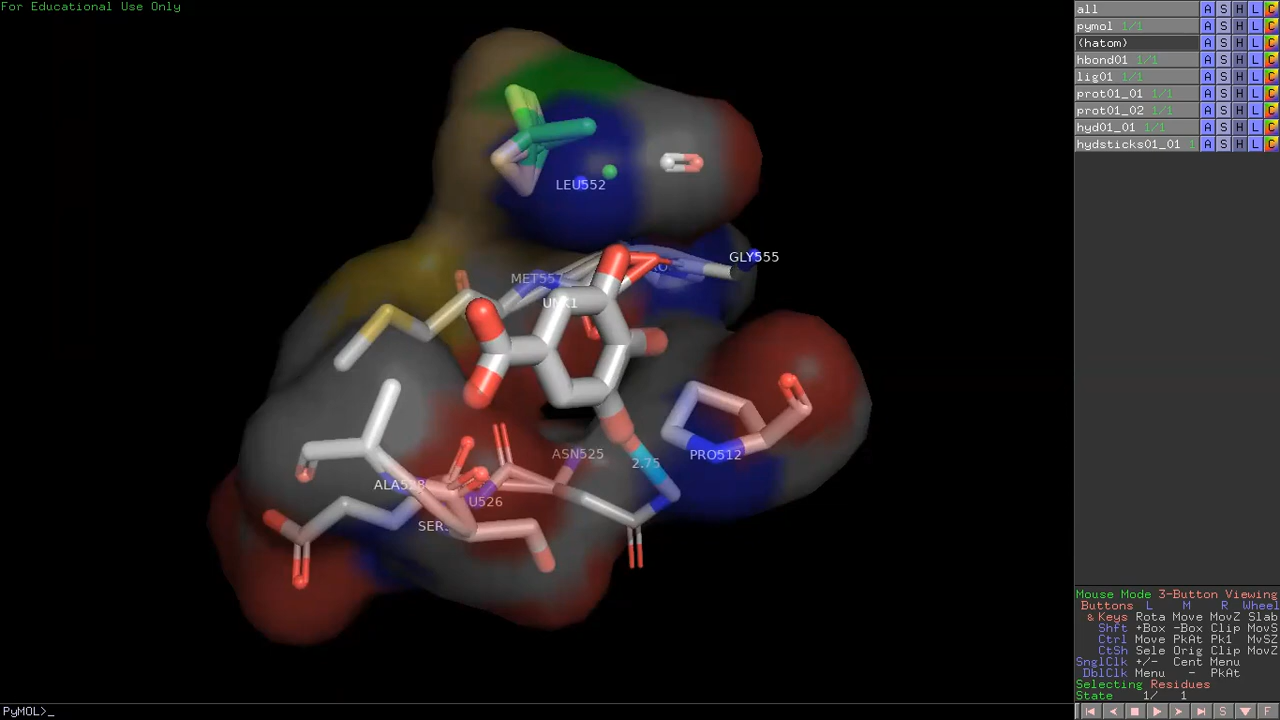 For Educational Use Only
all A S H L C
pymol 1/1 A S H L C
(hatom) A S H L C
hbond01 1/1 A S H L C
lig01 1/1 A S H L C
prot01_01 1/1 A S H L C
prot01_02 1/1 A S H L C
hyd01_01 1/1 A S H L C
hydsticks01_01 1 A S H L C
LEU552
GLY555
MET557
UNK1
ASN525
PRO512
2.75
ALA528
U526
SER
Mouse Mode 3-Button Viewing
Buttons L M R Wheel
& Keys Rota Move MovZ Slab
Shft +Box -Box Clip MovS
Ctrl Move PkAt Pk1 MvSZ
CtSh Sele Orig Clip MovZ
SnglClk +/- Cent Menu
DblClk Menu - PkAt
Selecting Residues
State 1/ 1
PyMOL>_
S F